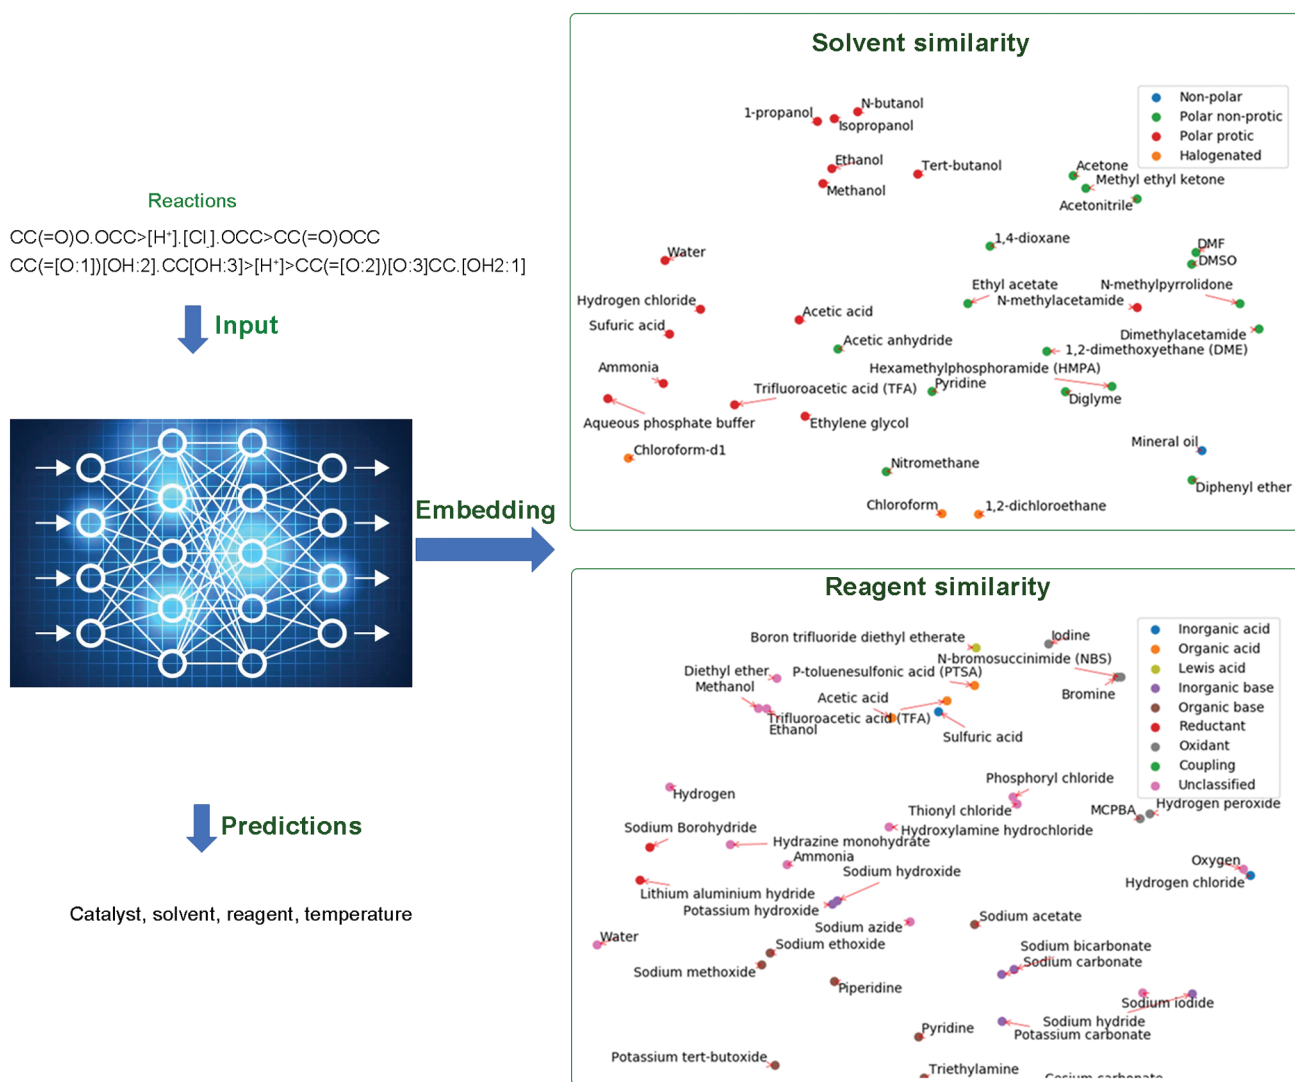 Solvent similarity
N-butanol
1-propanol
Isopropanol
Non-polar
Polar non-protic
Polar protic
Halogenated
Ethanol
Methanol
Tert-butanol
Acetone
Methyl ethyl ketone
Acetonitrile
Reactions
CC(=O)O.OCC>[H+].[Cl-].OCC>CC(=O)OCC
CC(=[O:1])[OH:2].CC[OH:3]>[H+]>CC(=[O:2])[O:3]CC.[OH2:1]
Input
Water
1,4-dioxane
DMF
DMSO
Hydrogen chloride
Ethyl acetate
N-methylpyrrolidone
N-methylacetamide
Sufuric acid
Acetic acid
Acetic anhydride
Dimethylacetamide
1,2-dimethoxyethane (DME)
Ammonia
Hexamethylphosphoramide (HMPA)
Trifluoroacetic acid (TFA)
Pyridine
Diglyme
Aqueous phosphate buffer
Ethylene glycol
Chloroform-d1
Mineral oil
Nitromethane
Diphenyl ether
Chloroform
1,2-dichloroethane
Embedding
Reagent similarity
Boron trifluoride diethyl etherate
Iodine
N-bromosuccinimide (NBS)
Inorganic acid
Organic acid
Lewis acid
Inorganic base
Organic base
Reductant
Oxidant
Coupling
Unclassified
Diethyl ether
P-toluenesulfonic acid (PTSA)
Methanol
Acetic acid
Bromine
Trifluoroacetic acid (TFA)
Ethanol
Sulfuric acid
Hydrogen
Phosphoryl chloride
Thionyl chloride
MCPBA
Hydrogen peroxide
Sodium Borohydride
Hydroxylamine hydrochloride
Hydrazine monohydrate
Ammonia
Sodium hydroxide
Oxygen
Hydrogen chloride
Lithium aluminium hydride
Potassium hydroxide
Sodium azide
Sodium acetate
Water
Sodium ethoxide
Sodium bicarbonate
Sodium carbonate
Sodium methoxide
Piperidine
Sodium iodide
Sodium hydride
Potassium carbonate
Pyridine
Potassium tert-butoxide
Triethylamine
Cesium carbonate
Predictions
Catalyst, solvent, reagent, temperature